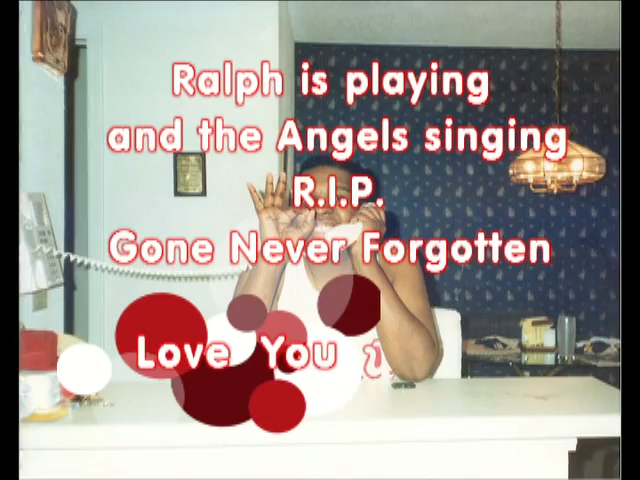 Ralph is playing
and the Angels singing
R.I.P.
Gone Never Forgotten
Love You